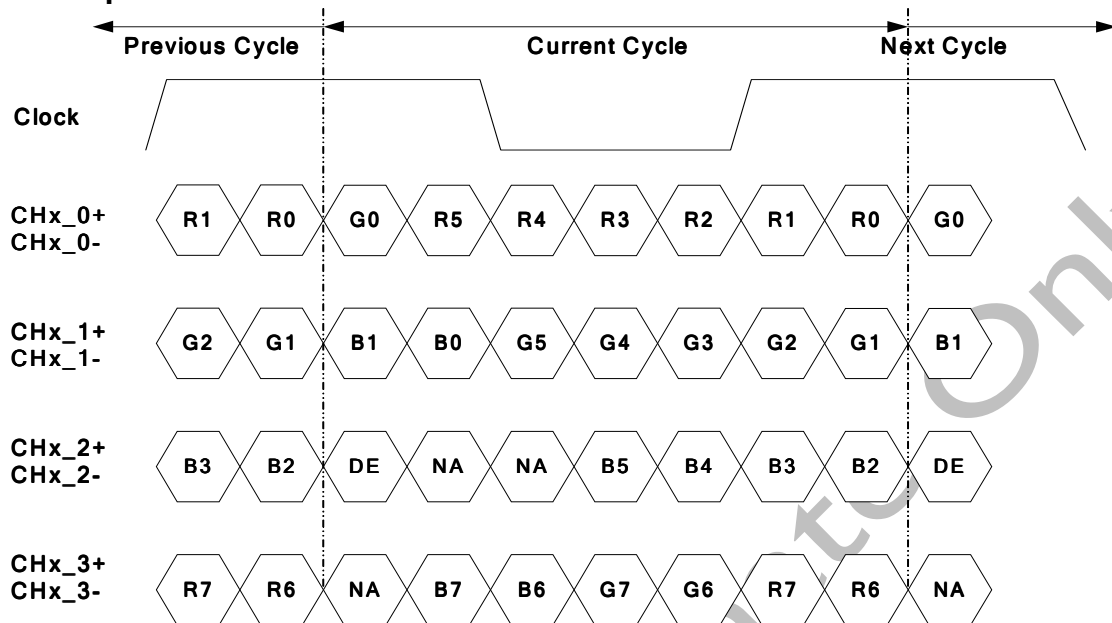 Previous Cycle Current Cycle Next Cycle
Clock
CHx_0+
CHx_0-
R1 R0 G0 R5 R4 R3 R2 R1 R0 G0
CHx_1+
CHx_1-
G2 G1 B1 B0 G5 G4 G3 G2 G1 B1
CHx_2+
CHx_2-
B3 B2 DE NA NA B5 B4 B3 B2 DE
CHx_3+
CHx_3-
R7 R6 NA B7 B6 G7 G6 R7 R6 NA